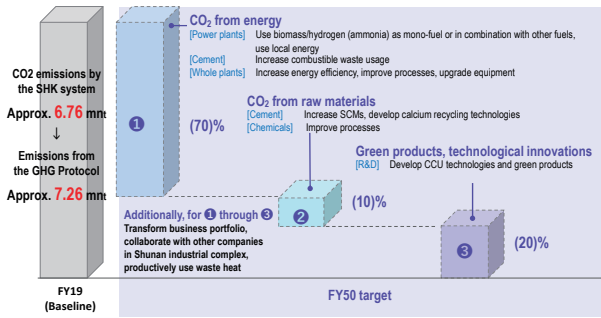 CO₂ from energy
[Power plants] Use biomass/hydrogen (ammonia) as mono-fuel or in combination with other fuels,
use local energy
[Cement] Increase combustible waste usage
[Whole plants] Increase energy efficiency, improve processes, upgrade equipment
CO2 emissions by
the SHK system
Approx. 6.76 mnt
↓
Emissions from
the GHG Protocol
Approx. 7.26 mnt
❶
(70)%
CO₂ from raw materials
[Cement] Increase SCMs, develop calcium recycling technologies
[Chemicals] Improve processes
❷
(10)%
Green products, technological innovations
[R&D] Develop CCU technologies and green products
❸
(20)%
Additionally, for ❶ through ❸
Transform business portfolio,
collaborate with other companies
in Shunan industrial complex,
productively use waste heat
FY19
(Baseline)
FY50 target